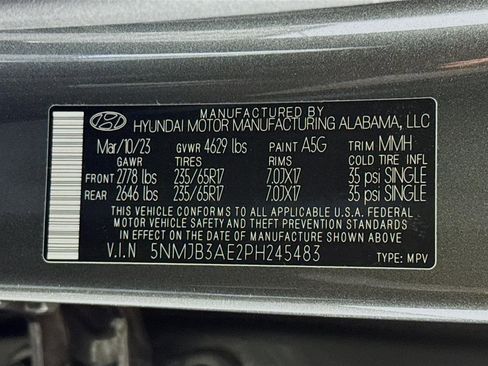 MANUFACTURED BY
HYUNDAI MOTOR MANUFACTURING ALABAMA, LLC
Mar/10/23 GVWR 4629 lbs PAINT A5G TRIM MMH
GAWR TIRES RIMS COLD TIRE INFL
FRONT 2778 lbs 235/65R17 7.0JX17 35 psi SINGLE
REAR 2646 lbs 235/65R17 7.0JX17 35 psi SINGLE
THIS VEHICLE CONFORMS TO ALL APPLICABLE U.S.A. FEDERAL
MOTOR VEHICLE SAFETY AND THEFT PREVENTION STANDARDS
IN EFFECT ON THE DATE OF MANUFACTURE SHOWN ABOVE.
V.I.N 5NMJB3AE2PH245483 TYPE: MPV